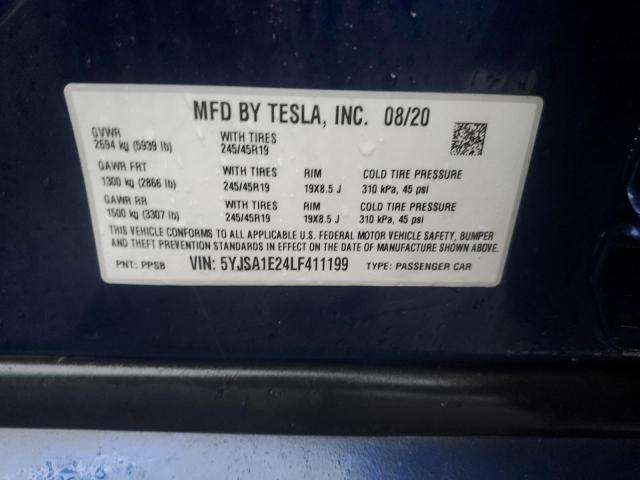 MFD BY TESLA, INC. 08/20
GVWR
2694 kg (5939 lb) WITH TIRES 245/45R19
GAWR FRT WITH TIRES RIM COLD TIRE PRESSURE
1300 kg (2866 lb) 245/45R19 19X8.5 J 310 kPa, 45 psi
GAWR RR WITH TIRES RIM COLD TIRE PRESSURE
1500 kg (3307 lb) 245/45R19 19X8.5 J 310 kPa, 45 psi
THIS VEHICLE CONFORMS TO ALL APPLICABLE U.S. FEDERAL MOTOR VEHICLE SAFETY, BUMPER
AND THEFT PREVENTION STANDARDS IN EFFECT ON THE DATE OF MANUFACTURE SHOWN ABOVE.
PNT: PPSB VIN: 5YJSA1E24LF411199 TYPE: PASSENGER CAR